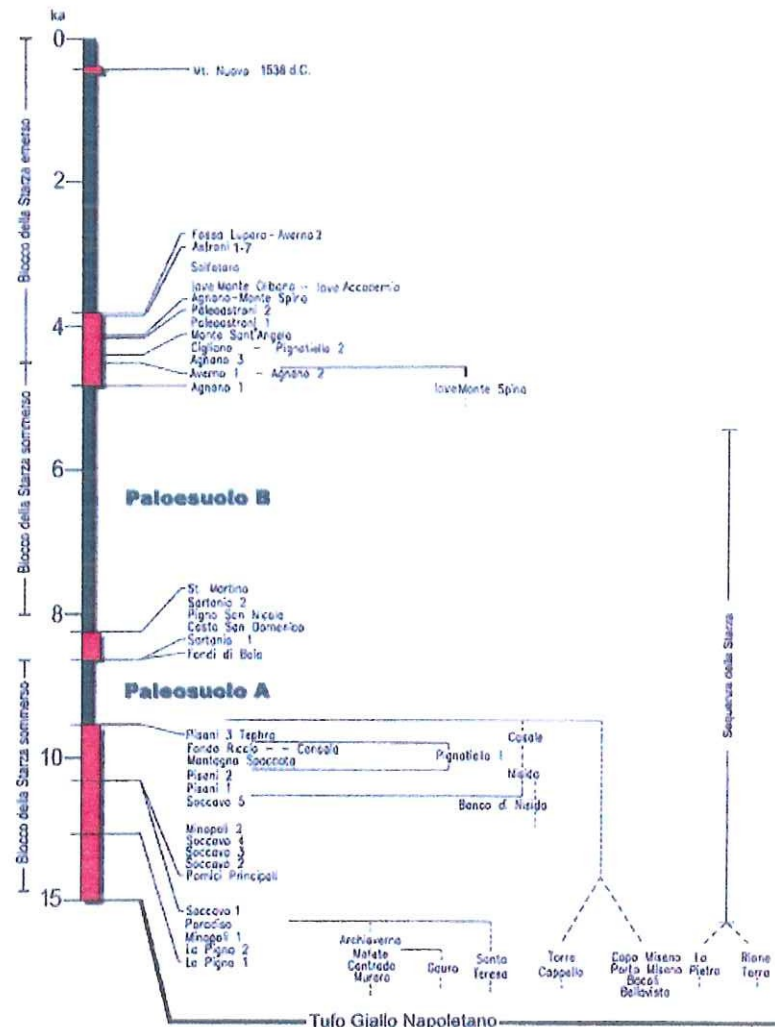 ka
0
Mt. Nuovo 1538 d.C.
Blocco della Starza emerso
2
Fossa Lupara - Averno 2
Astroni 1-7
Solfatara
lave Monte Olibano - lave Accademia
Agnano-Monte Spina
Paleoastroni 2
4
Paleoastroni 1
Monte Sant'Angelo
Cigliano - - Pignatiello 2
Agnano 3
Averno 1 - Agnano 2
Agnano 1
lave Monte Spina
Blocco della Starza sommerso
6
Paloesuolo B
St. Martino
Sartania 2
8
Pigna San Nicola
Costa San Domenico
Sartania 1
Fondi di Baia
Paleosuolo A
Sequenza della Starza
Pisani 3 Tephra
Casale
Fondo Riccio - - Concola
10
Montagna Spaccata
Pignatiello 1
Pisani 2
Nisida
Pisani 1
Soccavo 5
Banco di Nisida
Blocco della Starza sommerso
Minopoli 2
Soccavo 4
Soccavo 3
Soccavo 2
Pomici Principali
15
Soccavo 1
Paradiso
Minopoli 1
La Pigna 2
La Pigna 1
Archiaverno
Mofete
Contrada
Murara
Gauro
Santa
Teresa
Torre
Cappella
Capo Miseno
Porto Miseno
Bacoli
Bellavista
La
Pietra
Rione
Terra
Tufo Giallo Napoletano